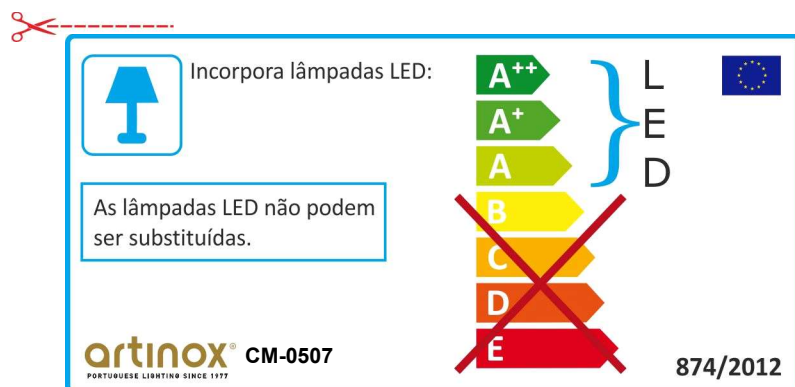 Incorpora lâmpadas LED:
As lâmpadas LED não podem
ser substituídas.
A++
A+
A
B
C
D
E
L
E
D
artinox® CM-0507
PORTUGUESE LIGHTING SINCE 1977
874/2012